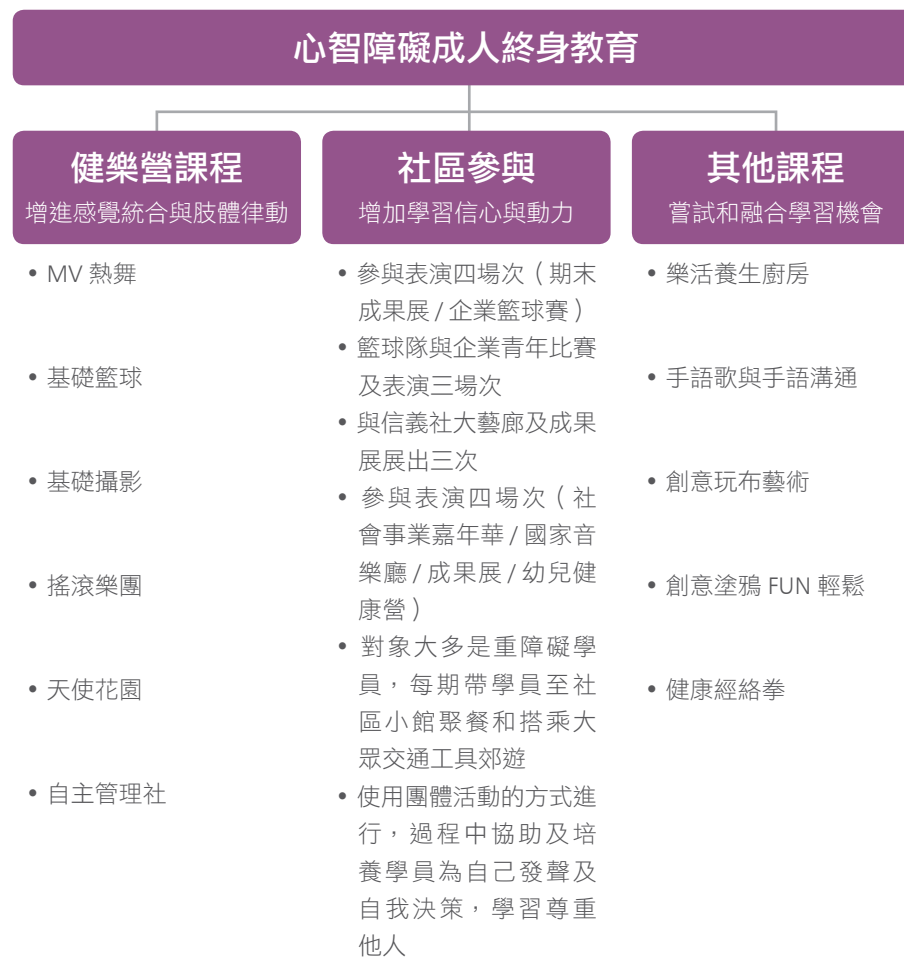 心智障礙成人終身教育
健樂營課程
增進感覺統合與肢體律動
• MV 熱舞
• 基礎籃球
• 基礎攝影
• 搖滾樂團
• 天使花園
• 自主管理社
社區參與
增加學習信心與動力
• 參與表演四場次（期末
成果展 / 企業籃球賽）
• 籃球隊與企業青年比賽
及表演三場次
• 與信義社大藝廊及成果
展展出三次
• 參與表演四場次（社
會事業嘉年華 / 國家音
樂廳 / 成果展 / 幼兒健
康營）
• 對象大多是重障礙學
員，每期帶學員至社
區小館聚餐和搭乘大
眾交通工具郊遊
• 使用團體活動的方式進
行，過程中協助及培
養學員為自己發聲及
自我決策，學習尊重
他人
其他課程
嘗試和融合學習機會
• 樂活養生廚房
• 手語歌與手語溝通
• 創意玩布藝術
• 創意塗鴉 FUN 輕鬆
• 健康經絡拳